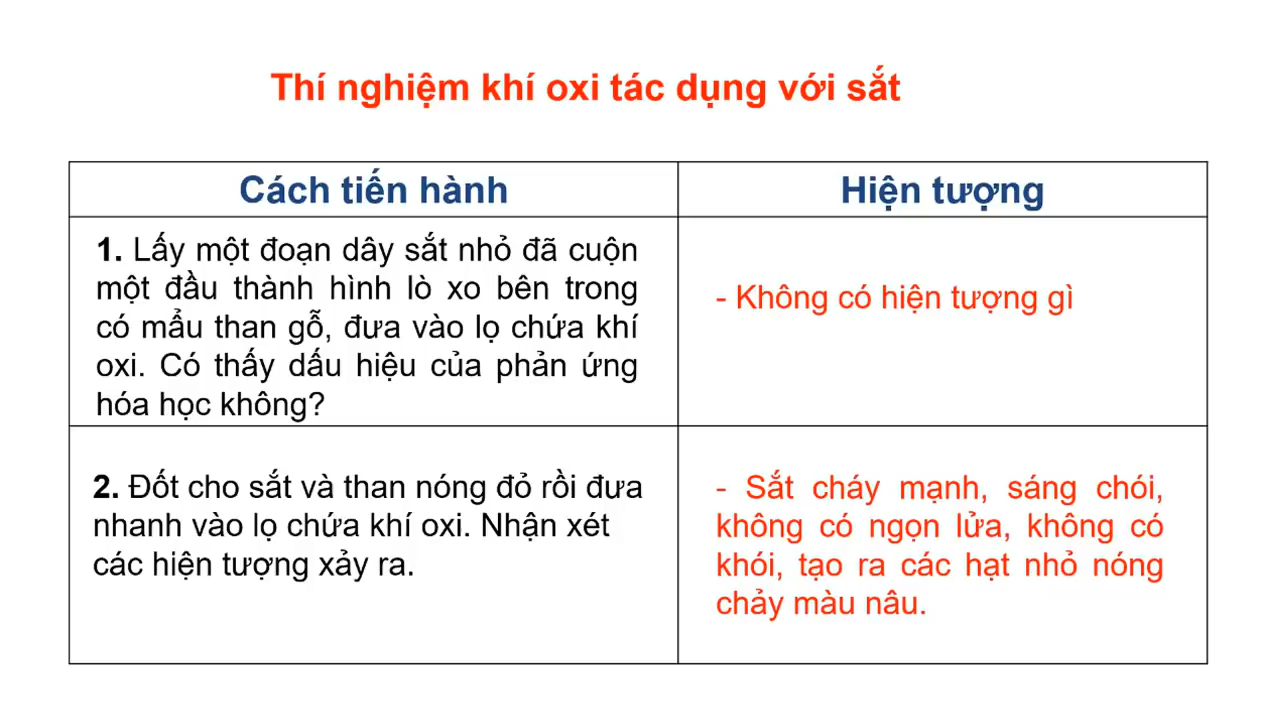 Thí nghiệm khí oxi tác dụng với sắt
Cách tiến hành
Hiện tượng
1. Lấy một đoạn dây sắt nhỏ đã cuộn
một đầu thành hình lò xo bên trong
có mẩu than gỗ, đưa vào lọ chứa khí
oxi. Có thấy dấu hiệu của phản ứng
hóa học không?
- Không có hiện tượng gì
2. Đốt cho sắt và than nóng đỏ rồi đưa
nhanh vào lọ chứa khí oxi. Nhận xét
các hiện tượng xảy ra.
- Sắt cháy mạnh, sáng chói,
không có ngọn lửa, không có
khói, tạo ra các hạt nhỏ nóng
chảy màu nâu.